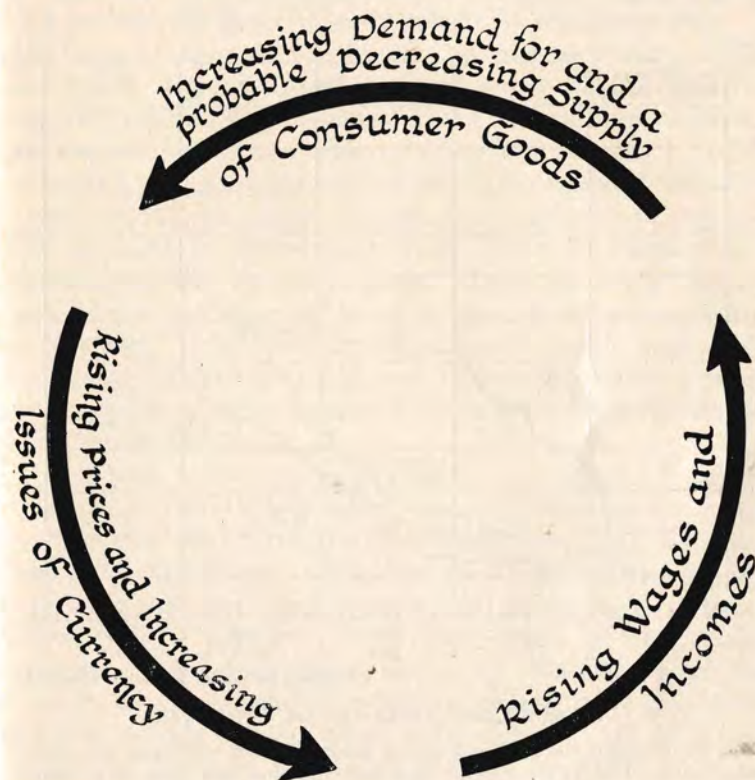 Increasing Demand for and a
probable Decreasing Supply
of Consumer Goods
Rising prices and Increasing
Issues of Currency
Rising Wages and
Incomes